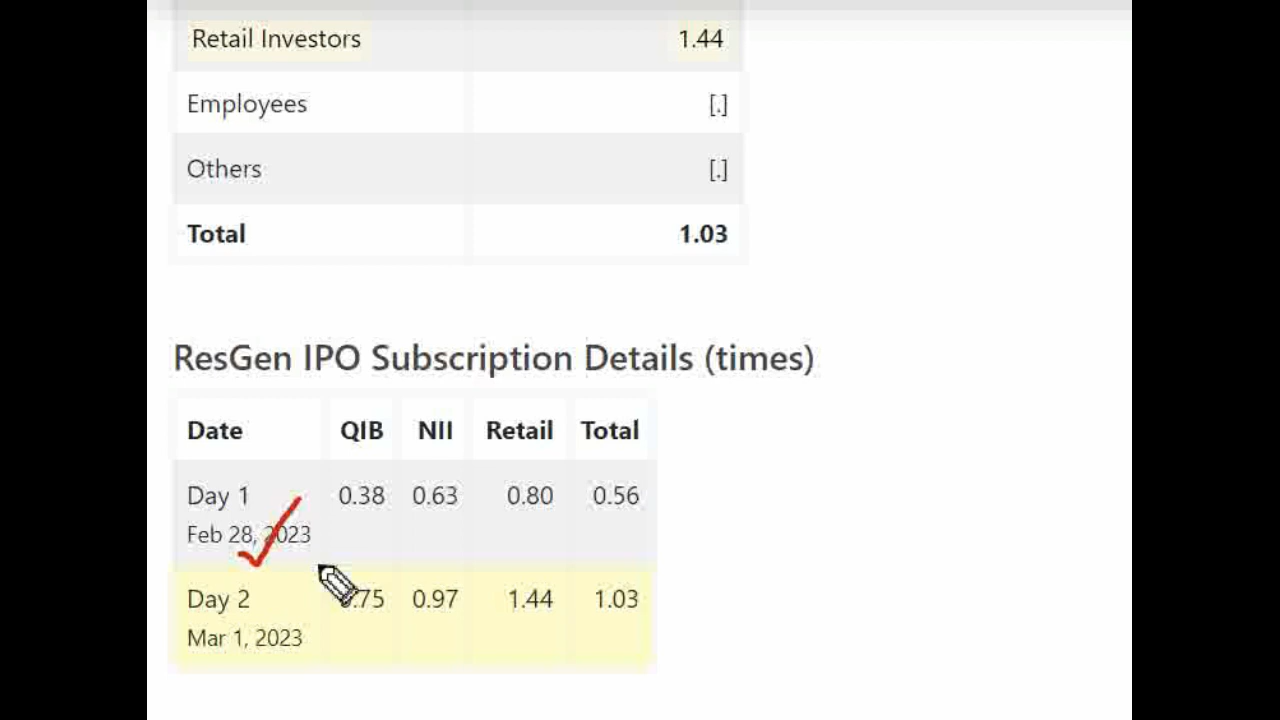 Retail Investors 1.44
Employees [.]
Others [.]
Total 1.03
ResGen IPO Subscription Details (times)
Date QIB NII Retail Total
Day 1 0.38 0.63 0.80 0.56
Feb 28, 2023
Day 2 0.75 0.97 1.44 1.03
Mar 1, 2023